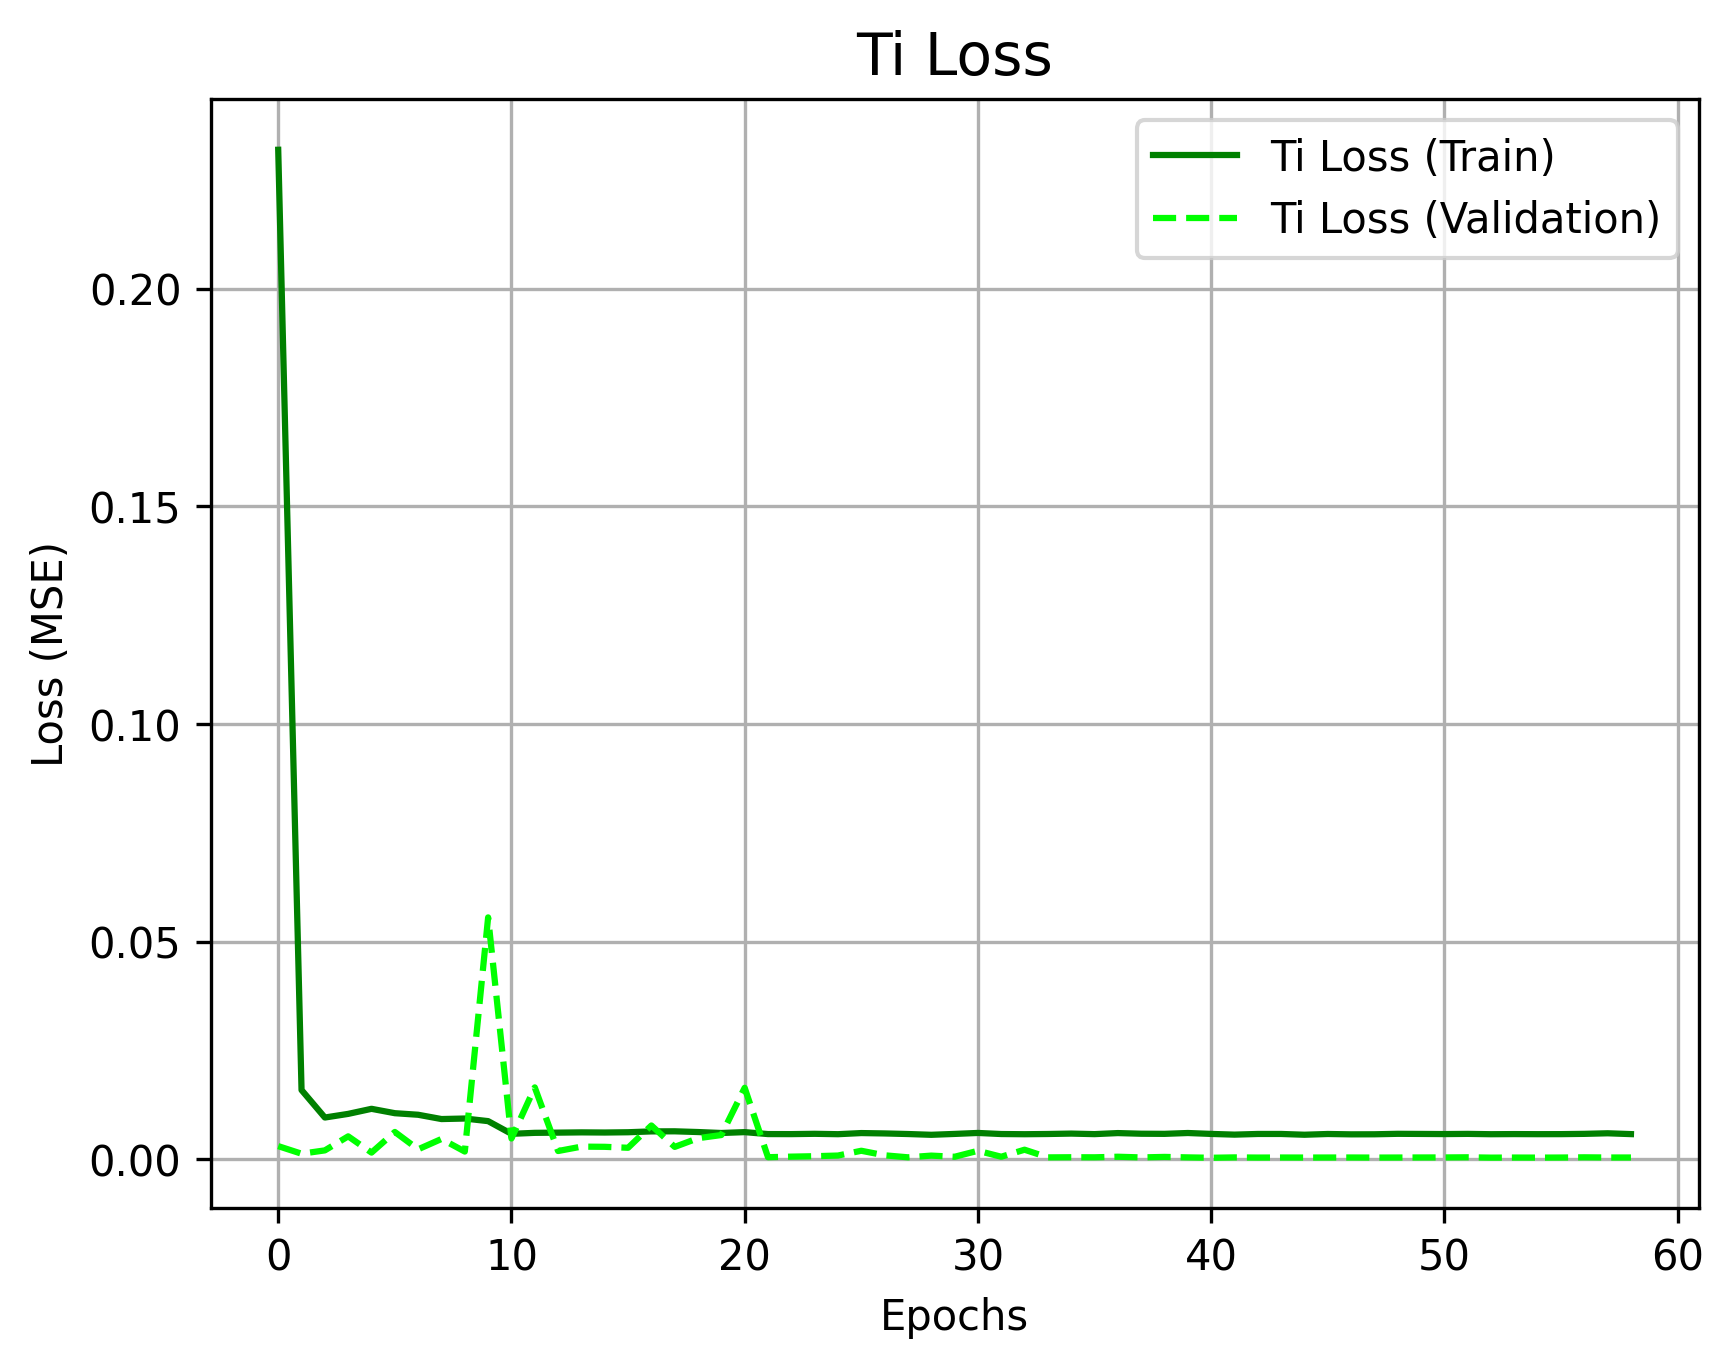 Ti Loss
Ti Loss (Train)
Ti Loss (Validation)
Loss (MSE)
0.20
0.15
0.10
0.05
0.00
0 10 20 30 40 50 60
Epochs